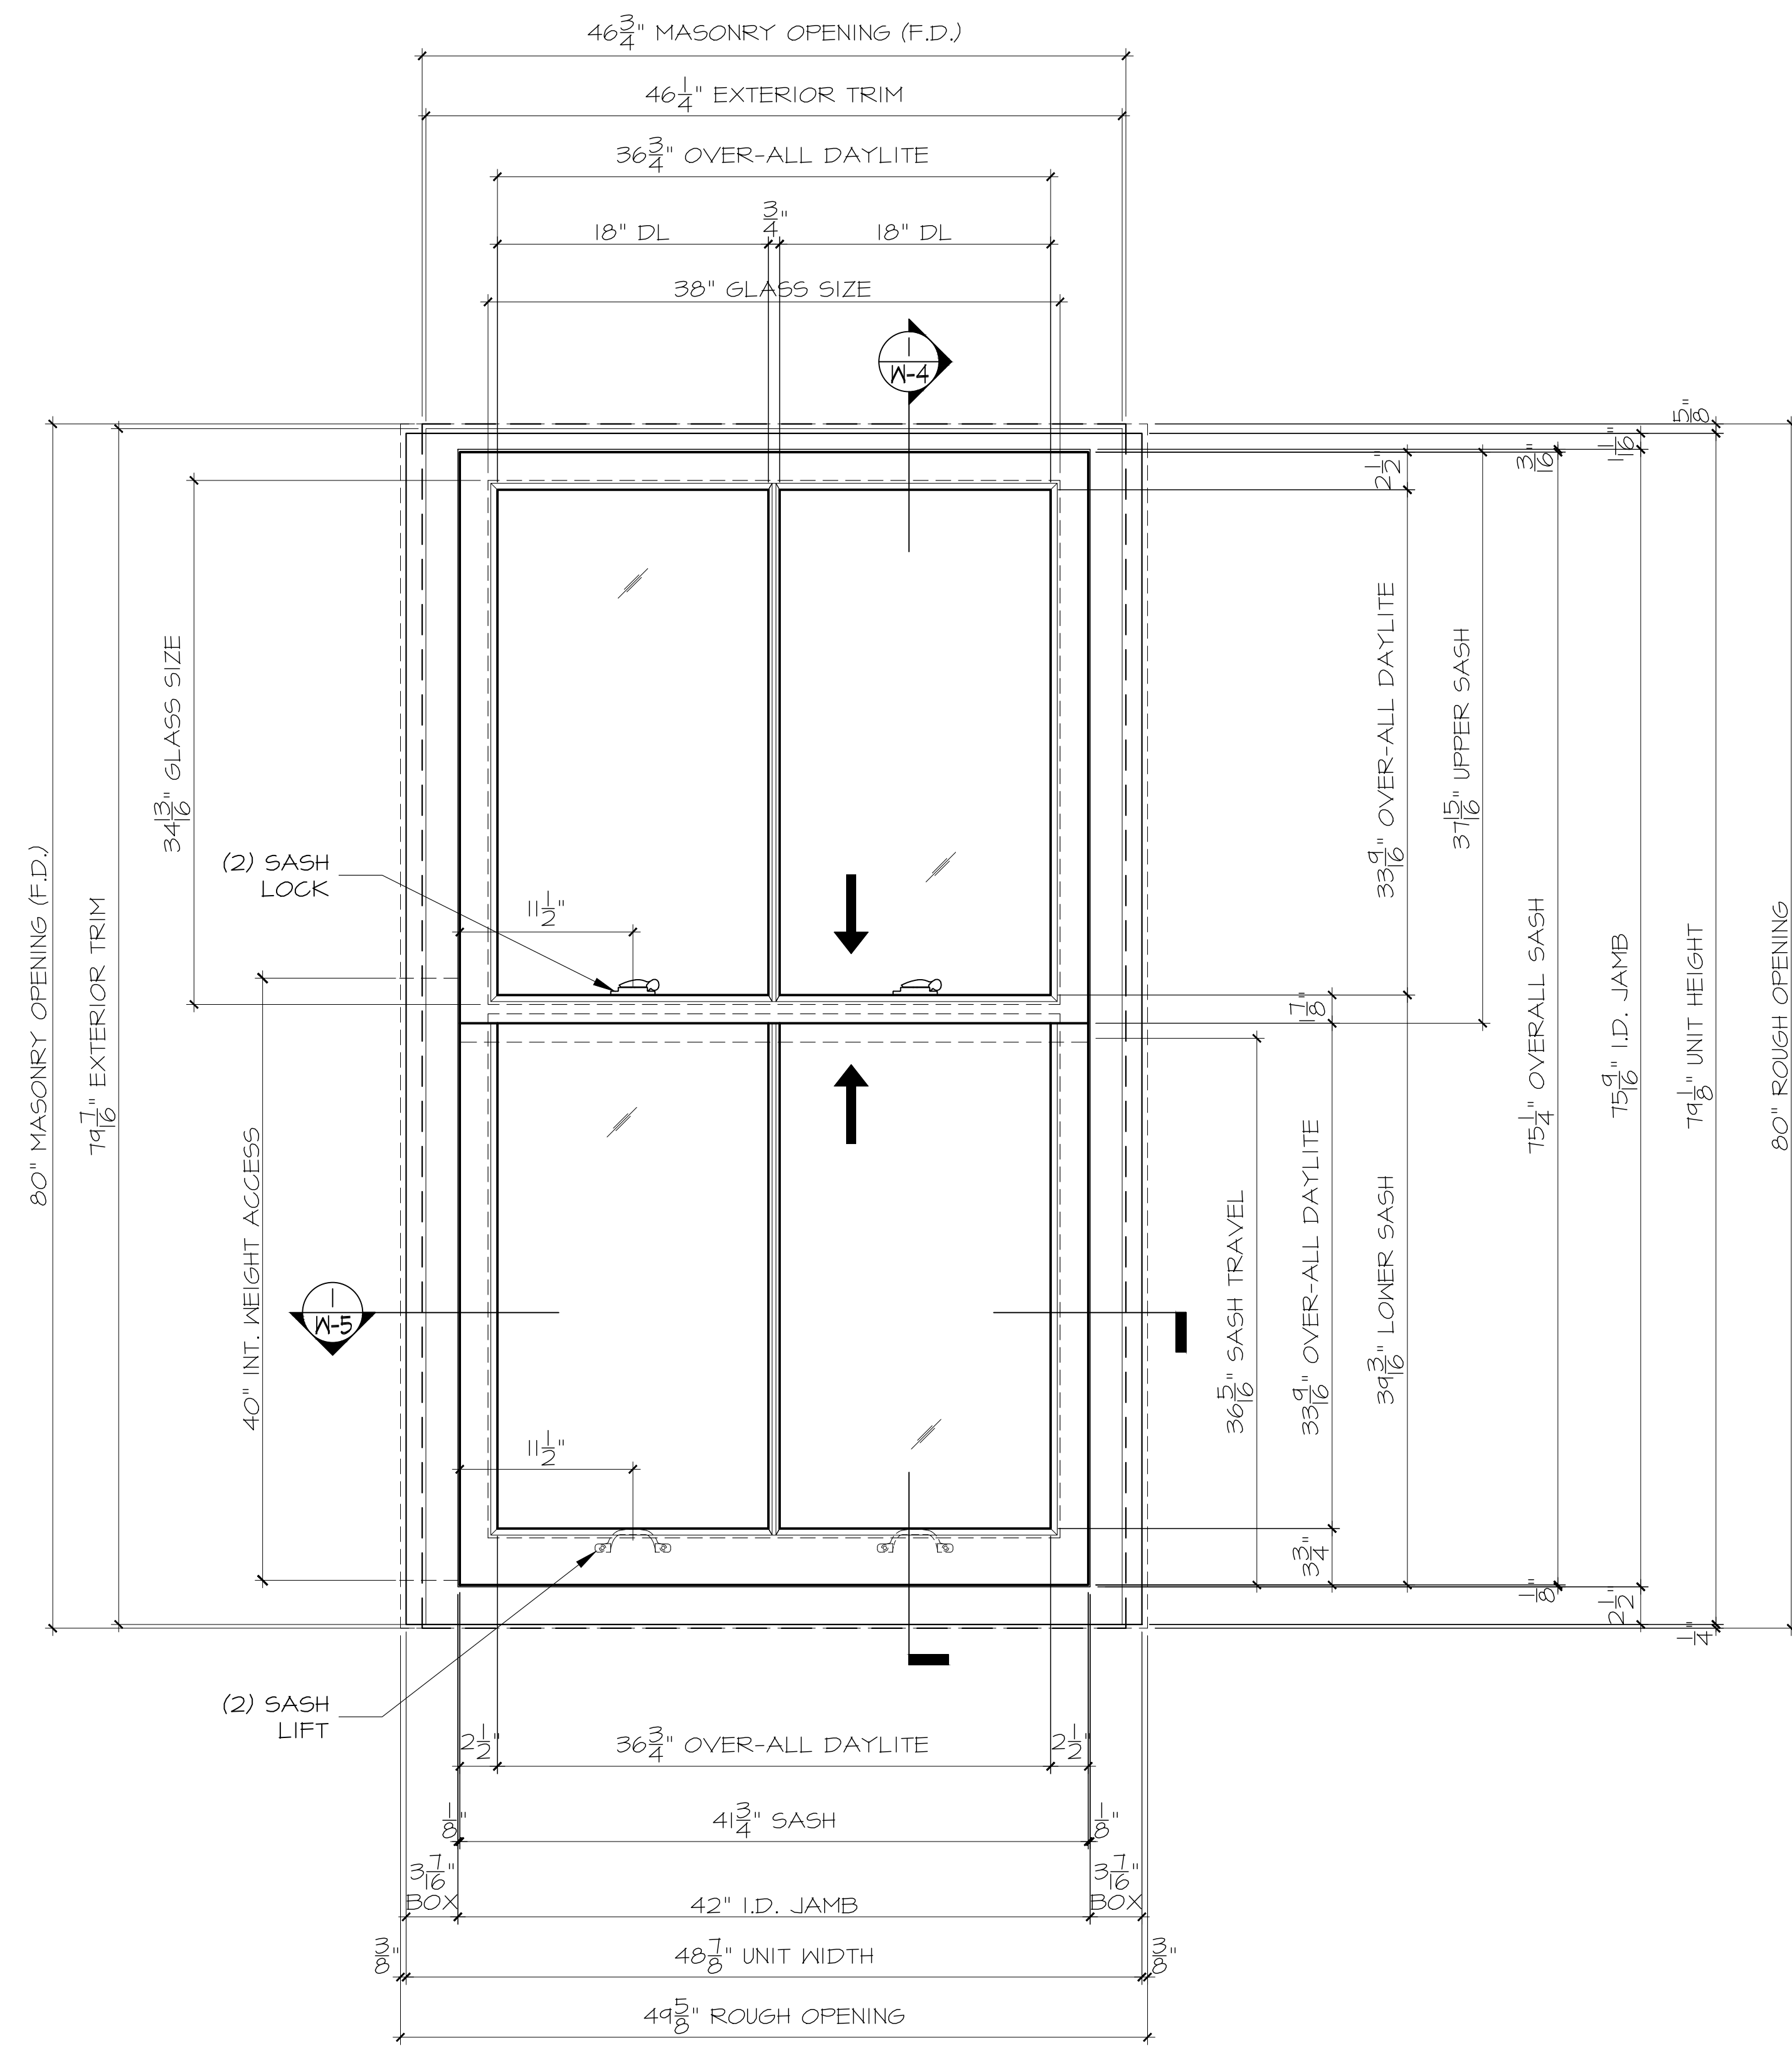 46 3/4" MASONRY OPENING (F.D.)
46 1/4" EXTERIOR TRIM
36 3/4" OVER-ALL DAYLITE
3/4"
18" DL
18" DL
38" GLASS SIZE
1
W-4
5/8"
1 1/16"
3/16"
2 1/2"
80" MASONRY OPENING (F.D.)
79 7/16" EXTERIOR TRIM
34 13/16" GLASS SIZE
33 9/16" OVER-ALL DAYLITE
37 15/16" UPPER SASH
(2) SASH
LOCK
11 1/2"
1 7/8"
75 1/4" OVERALL SASH
75 9/16" I.D. JAMB
79 1/8" UNIT HEIGHT
80" ROUGH OPENING
40" INT. WEIGHT ACCESS
1
W-5
36 5/16" SASH TRAVEL
33 9/16" OVER-ALL DAYLITE
39 3/16" LOWER SASH
11 1/2"
3 3/4"
1/8"
2 1/2"
1/4"
(2) SASH
LIFT
2 1/2"
36 3/4" OVER-ALL DAYLITE
2 1/2"
1/8"
41 3/4" SASH
1/8"
3 7/16"
BOX
42" I.D. JAMB
3 7/16"
BOX
3/8"
48 7/8" UNIT WIDTH
3/8"
49 5/8" ROUGH OPENING